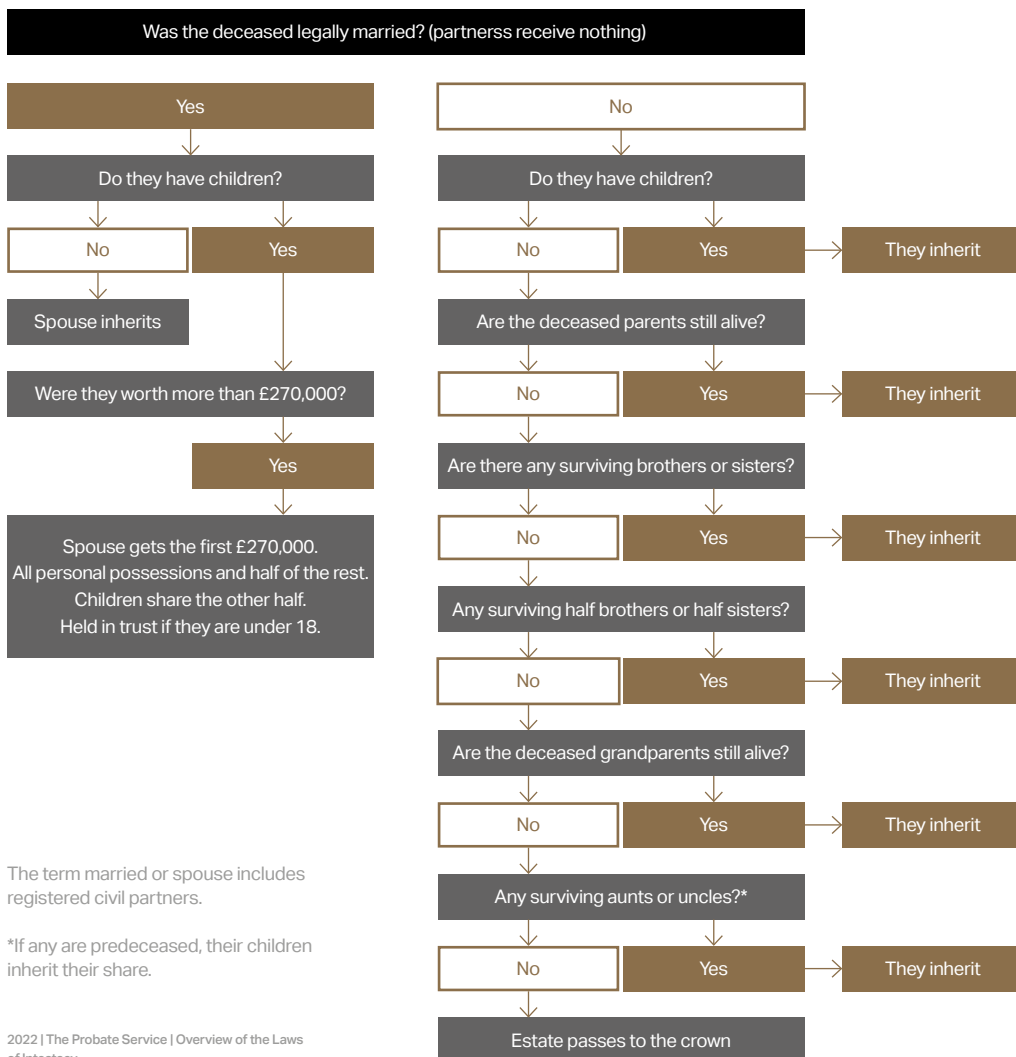 Was the deceased legally married? (partnerss receive nothing)
Yes
Do they have children?
No
Yes
Spouse inherits
Were they worth more than £270,000?
Yes
Spouse gets the first £270,000.
All personal possessions and half of the rest.
Children share the other half.
Held in trust if they are under 18.
No
Do they have children?
No
Yes
They inherit
Are the deceased parents still alive?
No
Yes
They inherit
Are there any surviving brothers or sisters?
No
Yes
They inherit
Any surviving half brothers or half sisters?
No
Yes
They inherit
Are the deceased grandparents still alive?
No
Yes
They inherit
Any surviving aunts or uncles?*
No
Yes
They inherit
Estate passes to the crown
The term married or spouse includes
registered civil partners.
*If any are predeceased, their children
inherit their share.
2022 | The Probate Service | Overview of the Laws